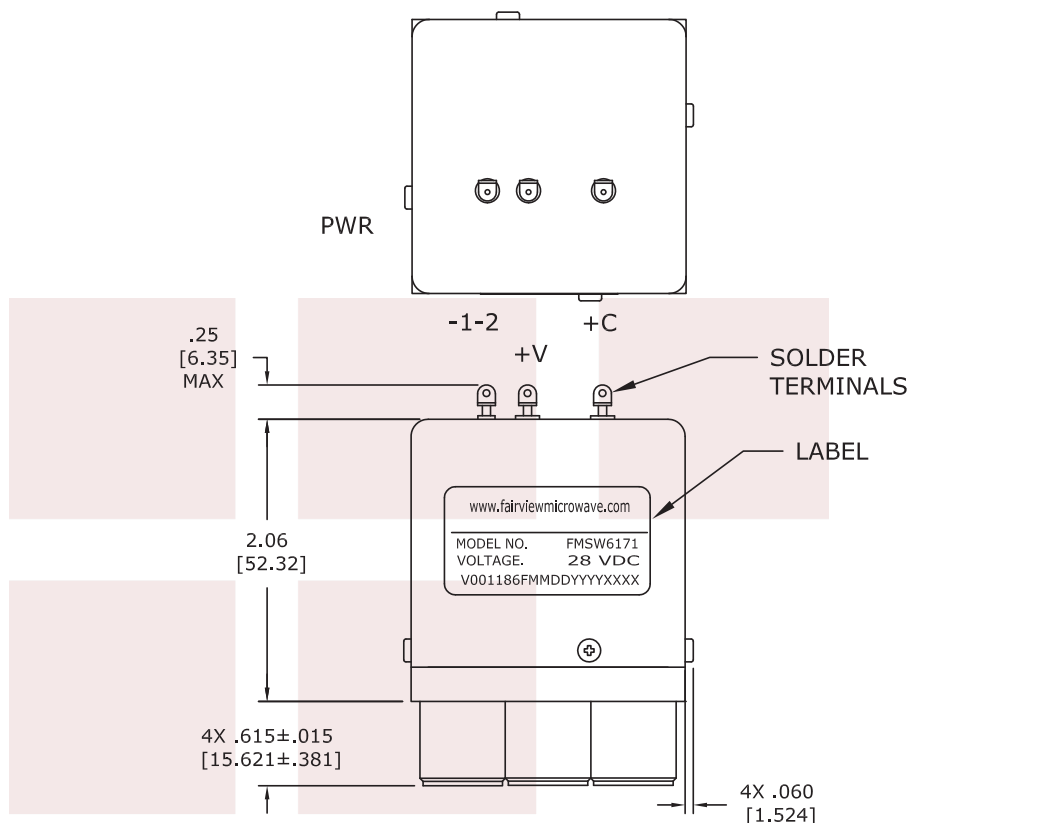 PWR
-1-2
+C
+V
.25
[6.35]
MAX
SOLDER
TERMINALS
LABEL
www.fairviewmicrowave.com
MODEL NO. FMSW6171
VOLTAGE. 28 VDC
V001186FMMDDYYYYXXXX
2.06
[52.32]
4X .615±.015
[15.621±.381]
4X .060
[1.524]